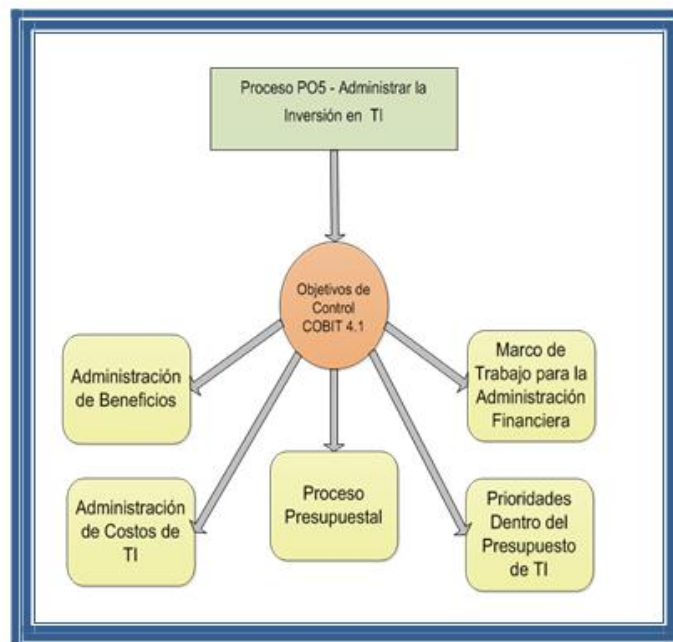 Proceso PO5 - Administrar la
Inversión en TI
Objetivos de
Control
COBIT 4.1
Administración
de Beneficios
Marco de
Trabajo para la
Administración
Financiera
Administración
de Costos de
TI
Proceso
Presupuestal
Prioridades
Dentro del
Presupuesto
de TI